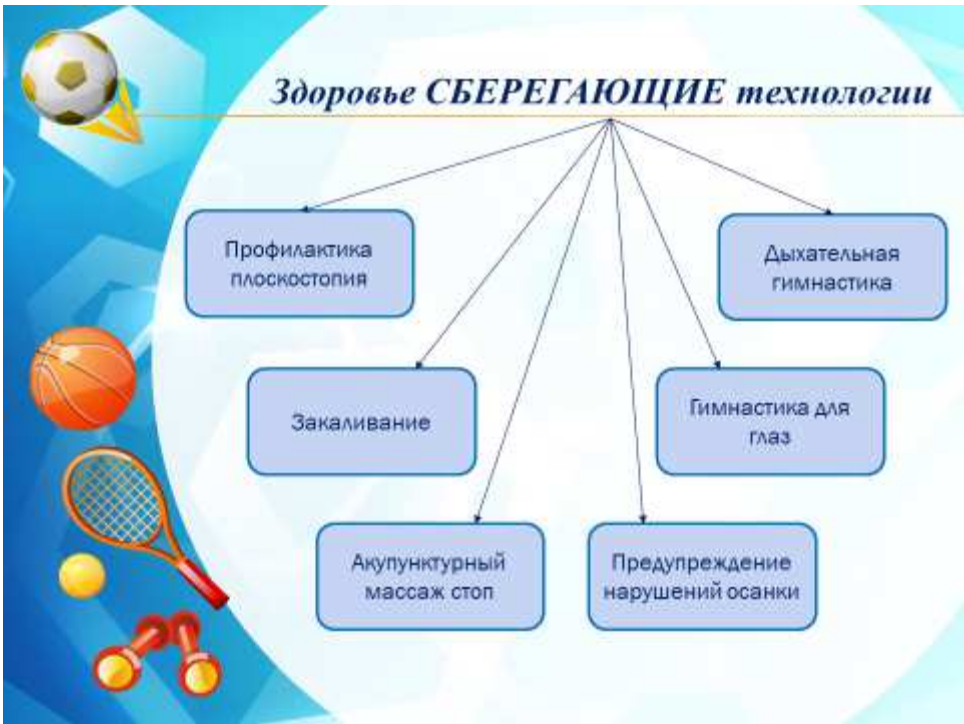 Здоровье СБЕРЕГАЮЩИЕ технологии
Профилактика
плоскостопия
Дыхательная
гимнастика
Закаливание
Гимнастика для
глаз
Акупунктурный
массаж стоп
Предупреждение
нарушений осанки